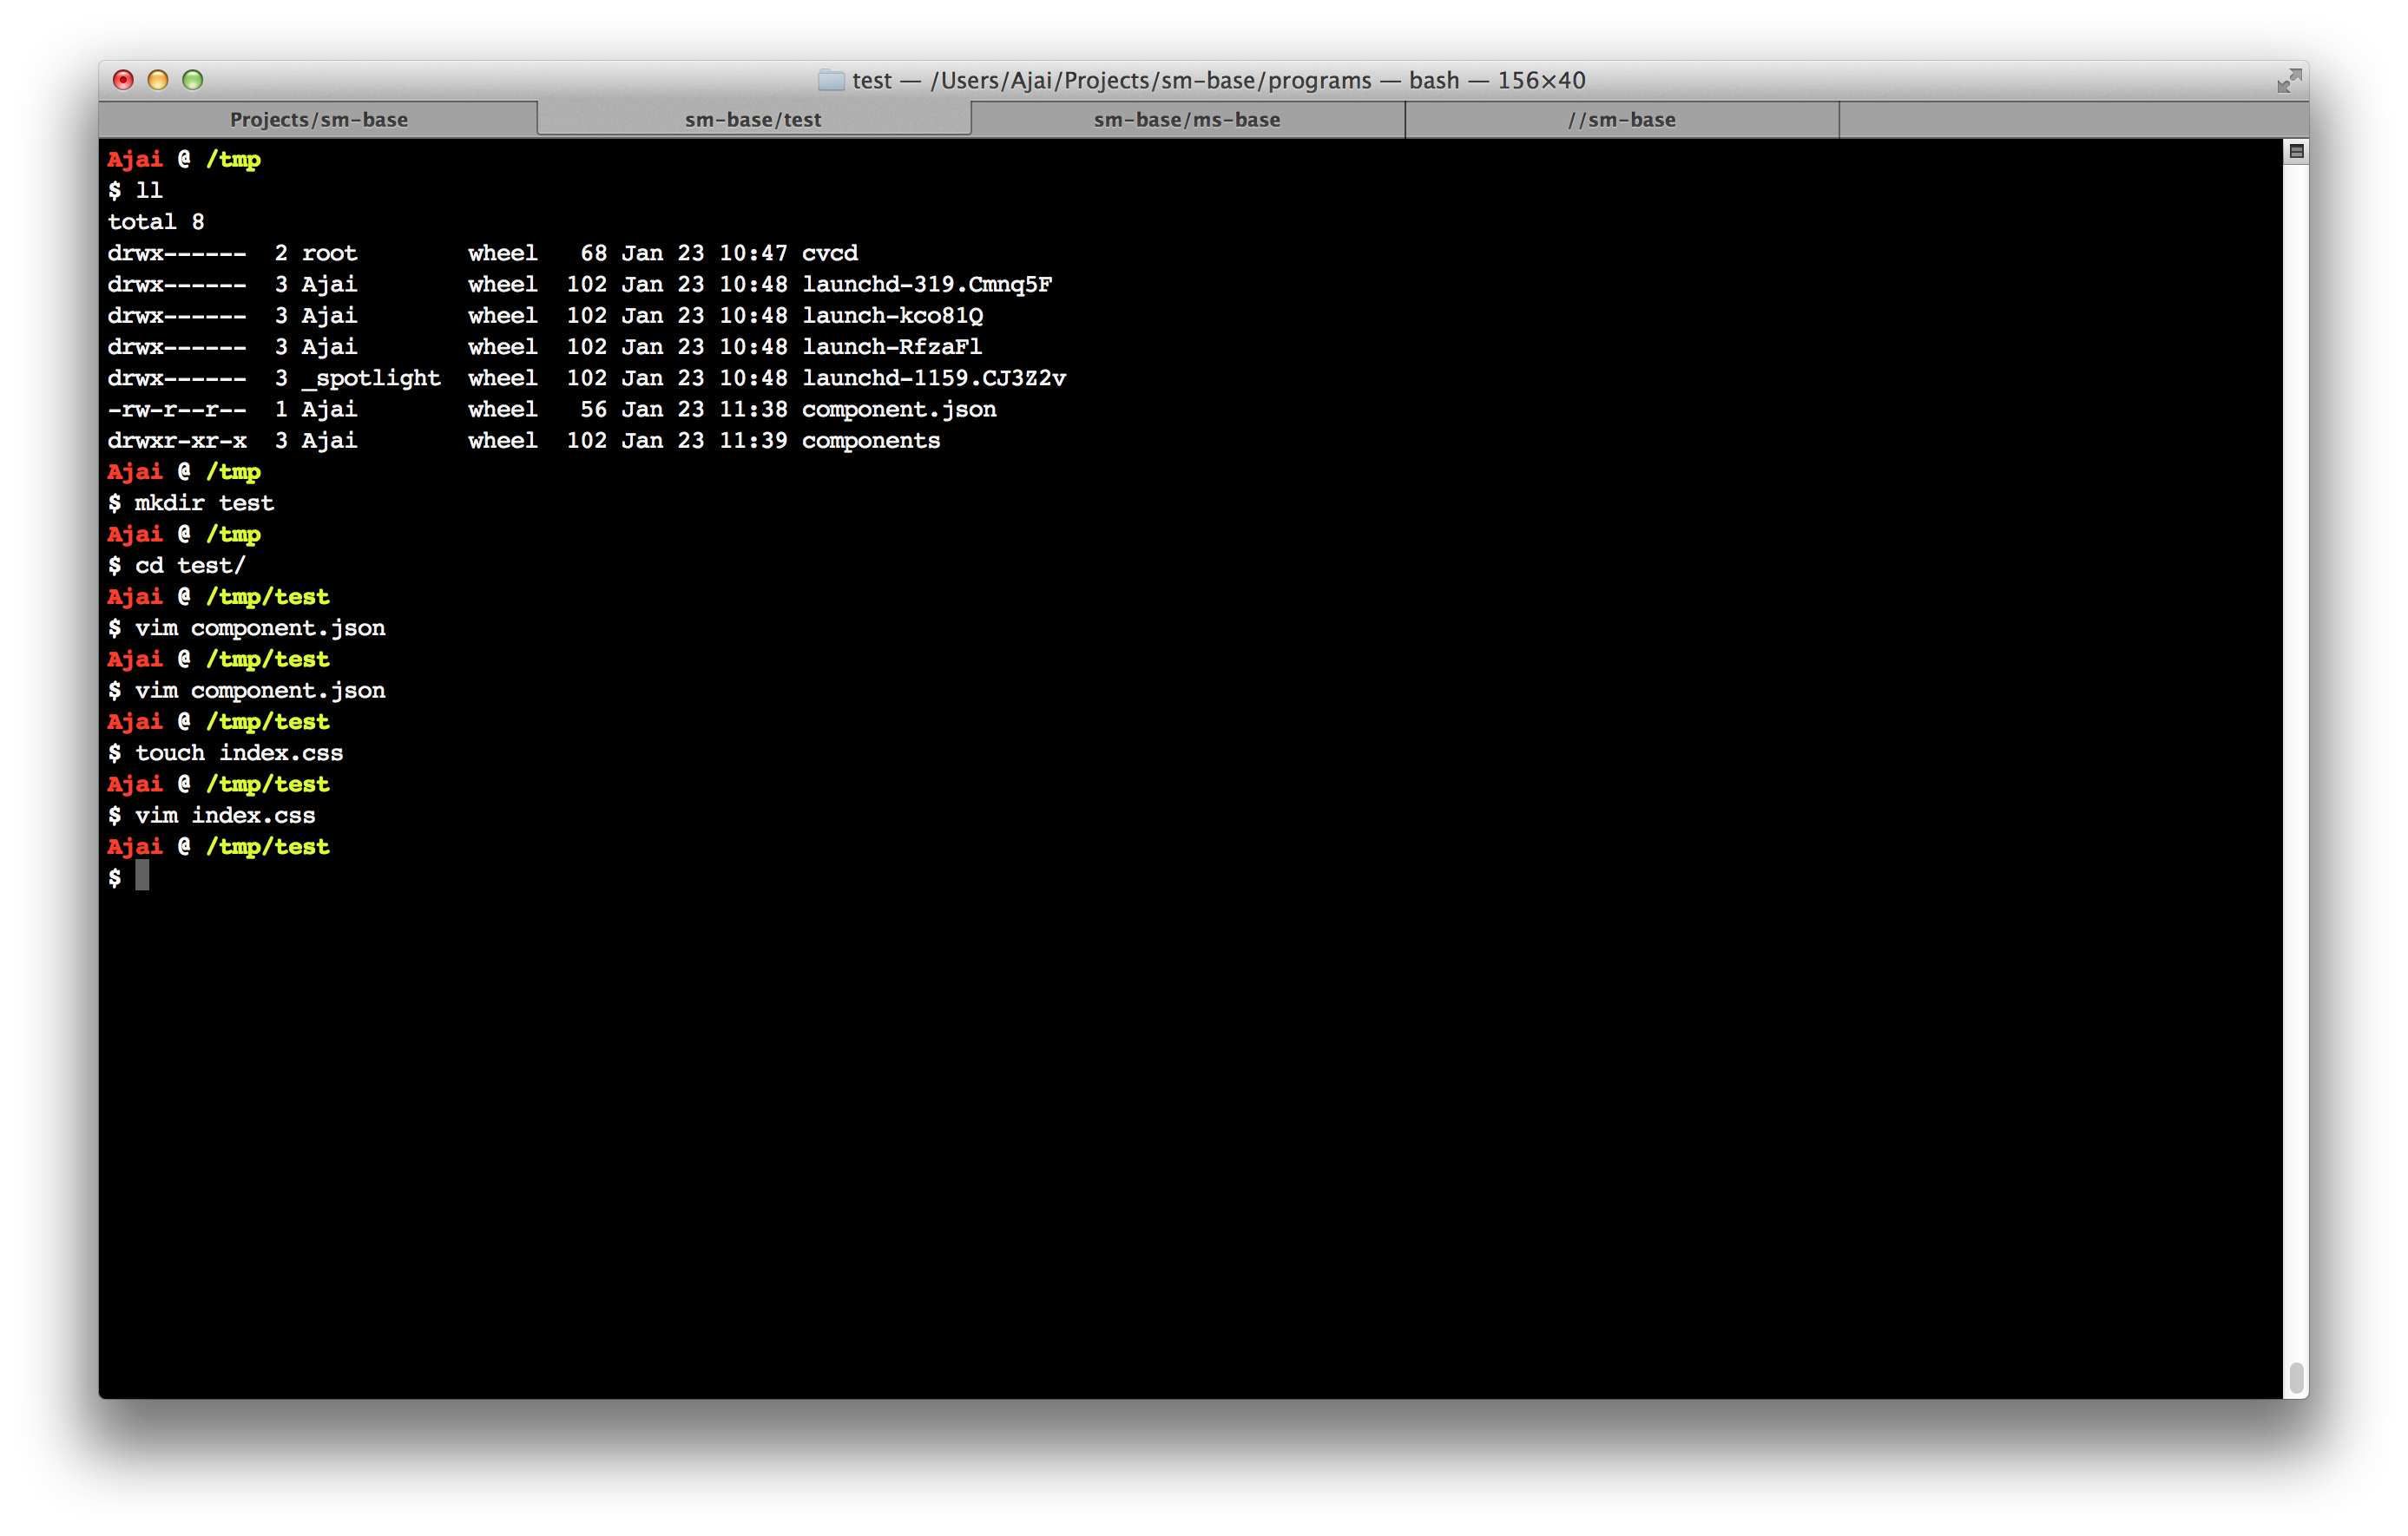 test — /Users/Ajai/Projects/sm-base/programs — bash — 156×40
Projects/sm-base sm-base/test sm-base/ms-base //sm-base
Ajai @ /tmp
$ ll
total 8
drwx------  2 root        wheel   68 Jan 23 10:47 cvcd
drwx------  3 Ajai        wheel  102 Jan 23 10:48 launchd-319.Cmnq5F
drwx------  3 Ajai        wheel  102 Jan 23 10:48 launch-kco81Q
drwx------  3 Ajai        wheel  102 Jan 23 10:48 launch-RfzaFl
drwx------  3 _spotlight  wheel  102 Jan 23 10:48 launchd-1159.CJ3Z2v
-rw-r--r--  1 Ajai        wheel   56 Jan 23 11:38 component.json
drwxr-xr-x  3 Ajai        wheel  102 Jan 23 11:39 components
Ajai @ /tmp
$ mkdir test
Ajai @ /tmp
$ cd test/
Ajai @ /tmp/test
$ vim component.json
Ajai @ /tmp/test
$ vim component.json
Ajai @ /tmp/test
$ touch index.css
Ajai @ /tmp/test
$ vim index.css
Ajai @ /tmp/test
$